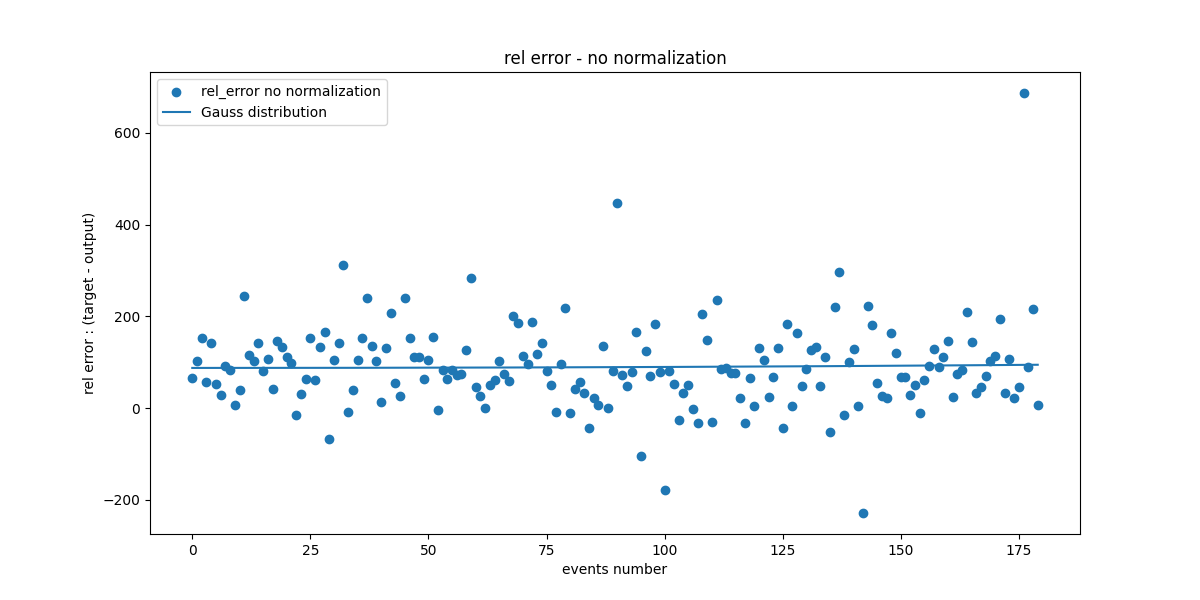 rel error - no normalization
rel_error no normalization
Gauss distribution
600
400
200
0
−200
rel error : (target - output)
0 25 50 75 100 125 150 175
events number